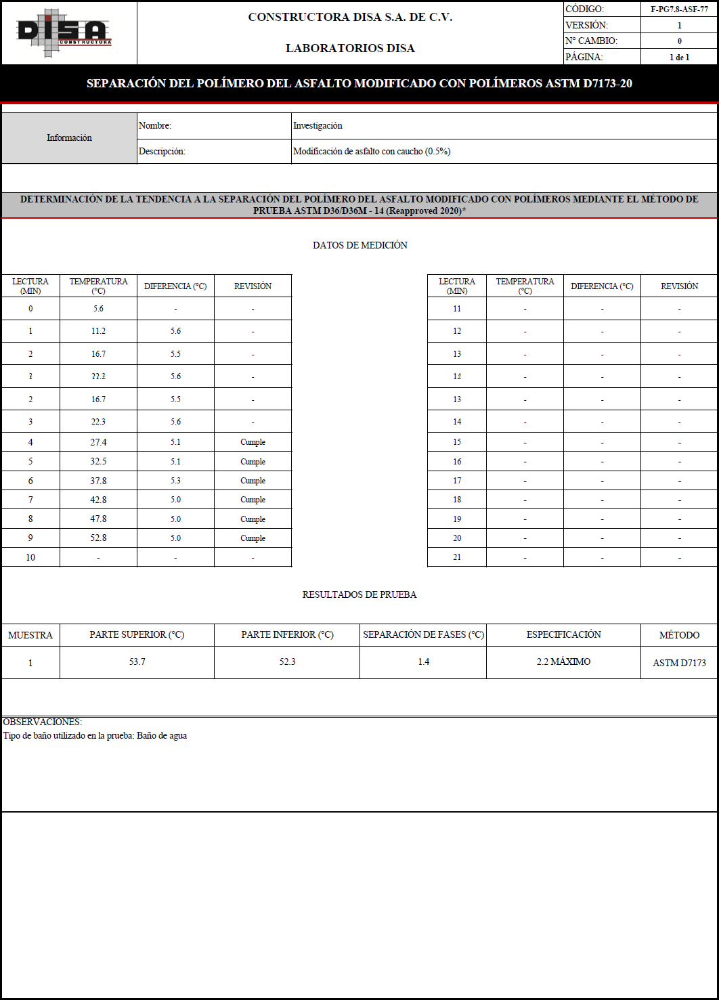 DISA
CONSTRUCTORA
CONSTRUCTORA DISA S.A. DE C.V.
LABORATORIOS DISA
CÓDIGO: F-PG7.8-ASF-77
VERSIÓN: 1
N° CAMBIO: 0
PÁGINA: 1 de 1
SEPARACIÓN DEL POLÍMERO DEL ASFALTO MODIFICADO CON POLÍMEROS ASTM D7173-20
Información
Nombre: Investigación
Descripción: Modificación de asfalto con caucho (0.5%)
DETERMINACIÓN DE LA TENDENCIA A LA SEPARACIÓN DEL POLÍMERO DEL ASFALTO MODIFICADO CON POLÍMEROS MEDIANTE EL MÉTODO DE
PRUEBA ASTM D36/D36M - 14 (Reapproved 2020)*
DATOS DE MEDICIÓN
LECTURA (MIN) TEMPERATURA (°C) DIFERENCIA (°C) REVISIÓN LECTURA (MIN) TEMPERATURA (°C) DIFERENCIA (°C) REVISIÓN
0 5.6 - - 11 - - -
1 11.2 5.6 - 12 - - -
2 16.7 5.5 - 13 - - -
5.6 - - - -
2 16.7 5.5 - 13 - - -
3 22.3 5.6 - 14 - - -
4 27.4 5.1 Cumple 15 - - -
5 32.5 5.1 Cumple 16 - - -
6 37.8 5.3 Cumple 17 - - -
7 42.8 5.0 Cumple 18 - - -
8 47.8 5.0 Cumple 19 - - -
9 52.8 5.0 Cumple 20 - - -
10 - - - 21 - - -
RESULTADOS DE PRUEBA
MUESTRA PARTE SUPERIOR (°C) PARTE INFERIOR (°C) SEPARACIÓN DE FASES (°C) ESPECIFICACIÓN MÉTODO
1 53.7 52.3 1.4 2.2 MÁXIMO ASTM D7173
OBSERVACIONES:
Tipo de baño utilizado en la prueba: Baño de agua